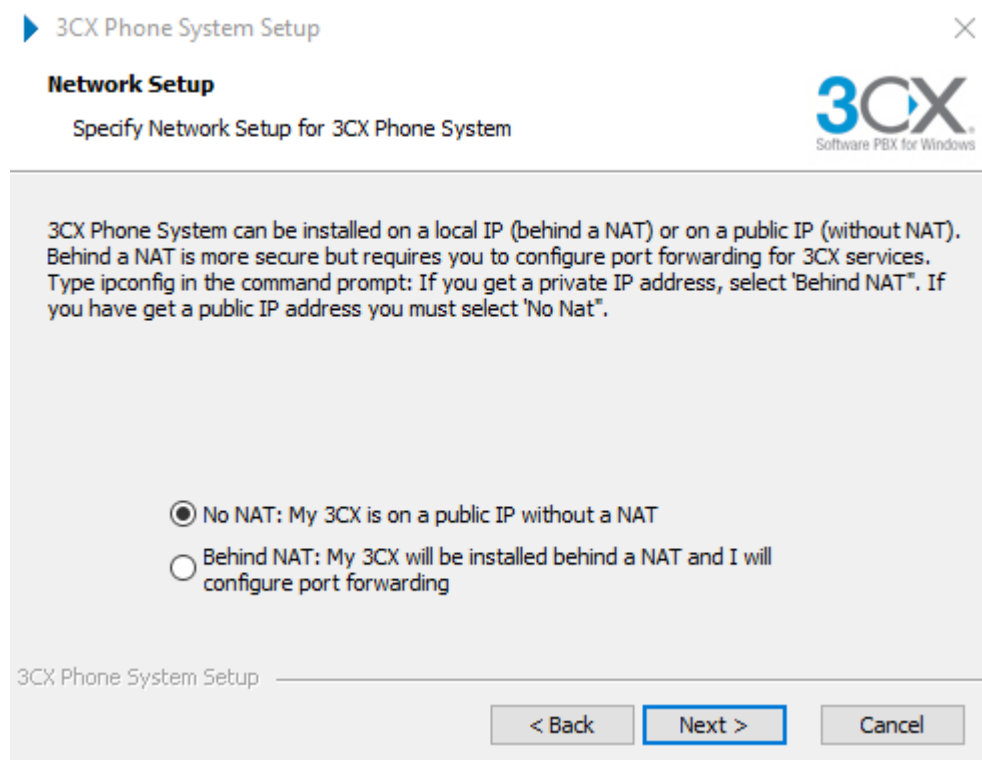 3CX Phone System Setup
Network Setup
Specify Network Setup for 3CX Phone System
3CX
Software PBX for Windows
3CX Phone System can be installed on a local IP (behind a NAT) or on a public IP (without NAT).
Behind a NAT is more secure but requires you to configure port forwarding for 3CX services.
Type ipconfig in the command prompt: If you get a private IP address, select 'Behind NAT". If
you have get a public IP address you must select 'No Nat".
No NAT: My 3CX is on a public IP without a NAT
Behind NAT: My 3CX will be installed behind a NAT and I will
configure port forwarding
3CX Phone System Setup
< Back
Next >
Cancel